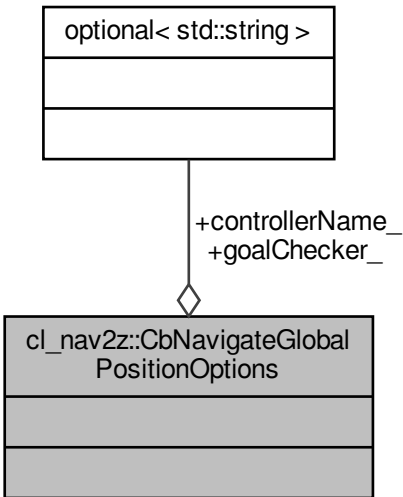 optional< std::string >
+controllerName_
+goalChecker_
cl_nav2z::CbNavigateGlobal
PositionOptions